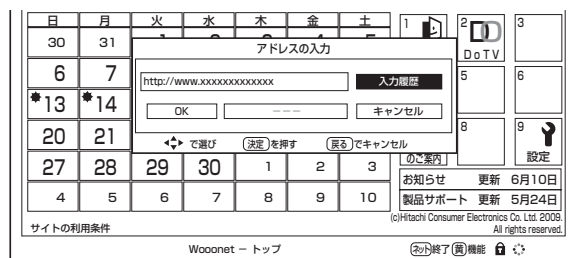 日 月 火 水 木 金 土
30 31
アドレスの入力
http://www.xxxxxxxxxxxxx 入力履歴
OK --- キャンセル
で選び 決定を押す 戻るでキャンセル
1
2 DoTV
3
5
6
8
9 設定
のご案内
6 7
13 14
20 21
27 28 29 30 1 2 3
4 5 6 7 8 9 10
お知らせ 更新 6月10日
製品サポート 更新 5月24日
(c)Hitachi Consumer Electronics Co. Ltd. 2009.
All rights reserved.
サイトの利用条件
Wooonet － トップ
ネット終了 黄機能